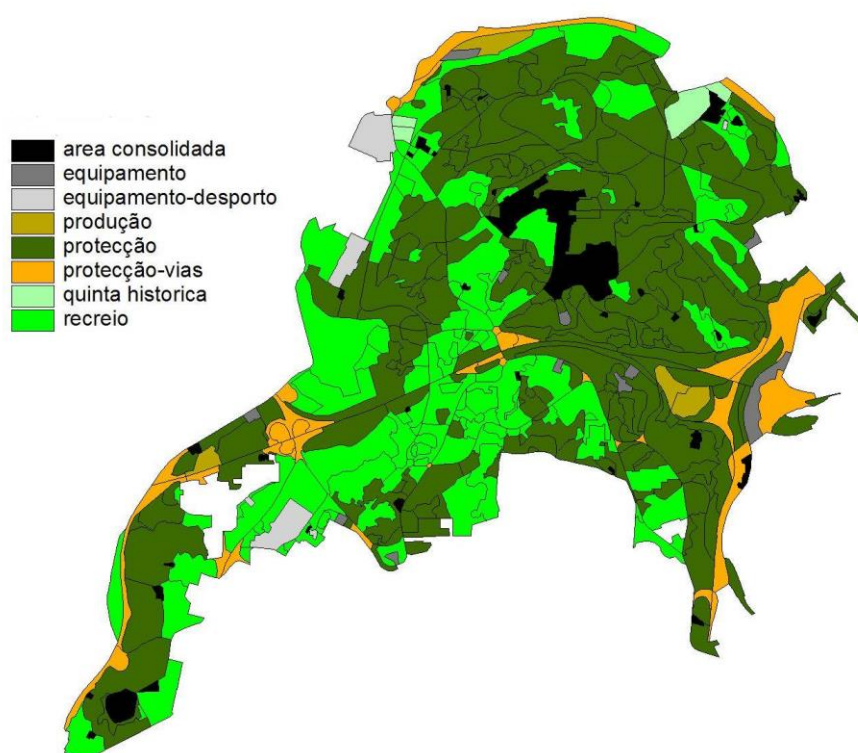 area consolidada
equipamento
equipamento-desporto
produção
protecção
protecção-vias
quinta historica
recreio